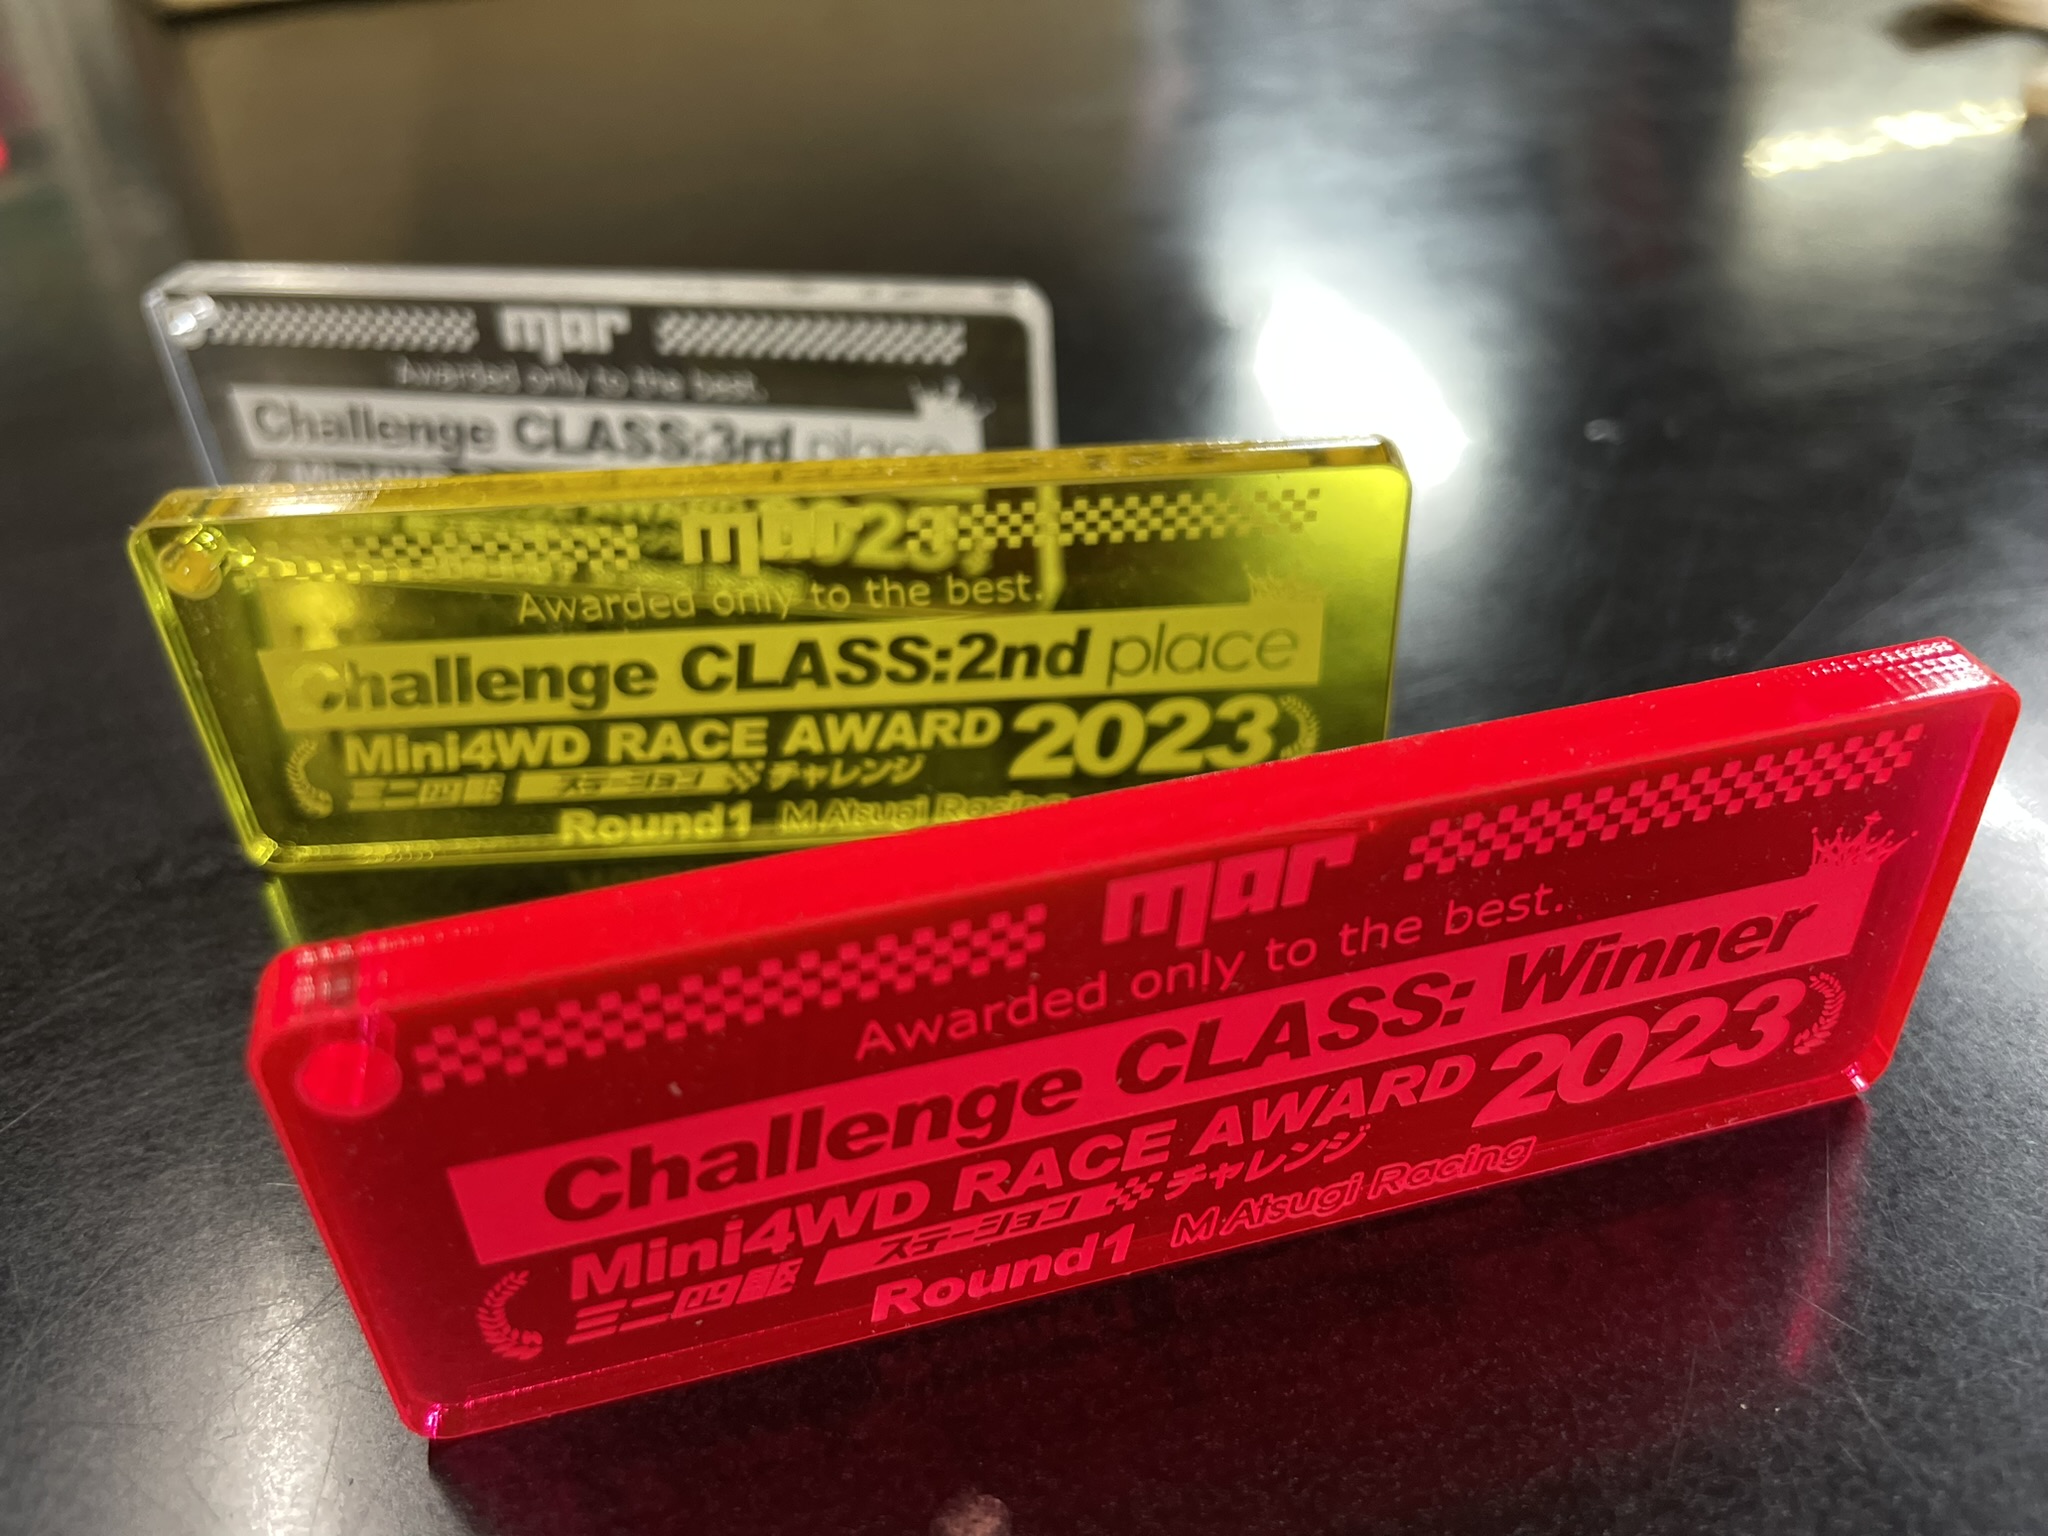 mar
Awarded only to the best.
Challenge CLASS:3rd place
mar
Awarded only to the best.
Challenge CLASS:2nd place
Mini4WD RACE AWARD 2023
ミニ四駆 ステーション チャレンジ
Round1 M Atsugi Racing
mar
Awarded only to the best.
Challenge CLASS: Winner
Mini4WD RACE AWARD 2023
ミニ四駆 ステーション チャレンジ
Round1 M Atsugi Racing